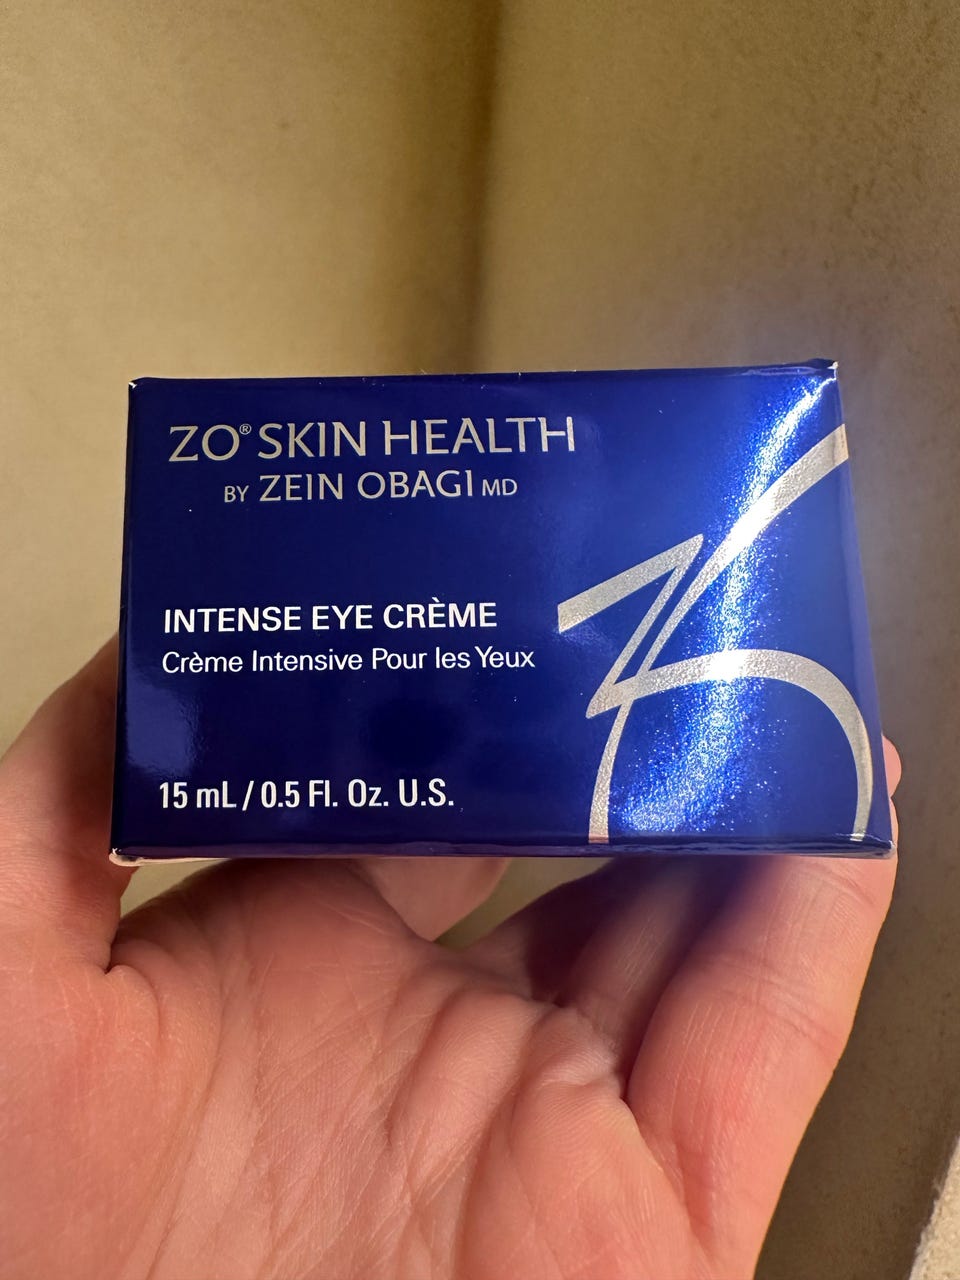 ZO® SKIN HEALTH
BY ZEIN OBAGI MD
INTENSE EYE CRÈME
Crème Intensive Pour les Yeux
15 mL / 0.5 Fl. Oz. U.S.